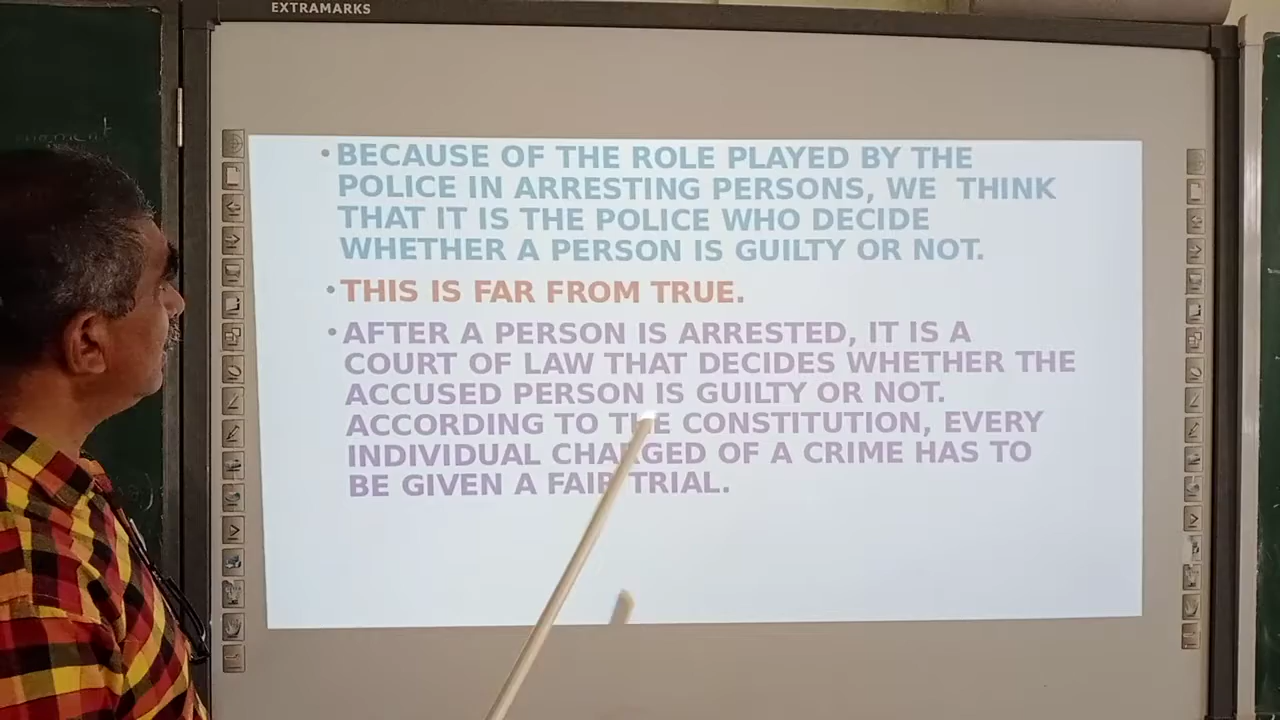 EXTRAMARKS
moment
• BECAUSE OF THE ROLE PLAYED BY THE
POLICE IN ARRESTING PERSONS, WE THINK
THAT IT IS THE POLICE WHO DECIDE
WHETHER A PERSON IS GUILTY OR NOT.
• THIS IS FAR FROM TRUE.
• AFTER A PERSON IS ARRESTED, IT IS A
COURT OF LAW THAT DECIDES WHETHER THE
ACCUSED PERSON IS GUILTY OR NOT.
ACCORDING TO THE CONSTITUTION, EVERY
INDIVIDUAL CHARGED OF A CRIME HAS TO
BE GIVEN A FAIR TRIAL.